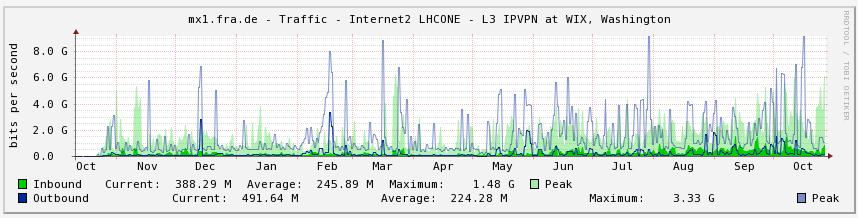 mx1.fra.de - Traffic - Internet2 LHCONE - L3 IPVPN at WIX, Washington
RRDTOOL / TOBI OETIKER
bits per second
8.0 G
6.0 G
4.0 G
2.0 G
0.0
Oct Nov Dec Jan Feb Mar Apr May Jun Jul Aug Sep Oct
Inbound Current: 388.29 M Average: 245.89 M Maximum: 1.48 G Peak
Outbound Current: 491.64 M Average: 224.28 M Maximum: 3.33 G Peak